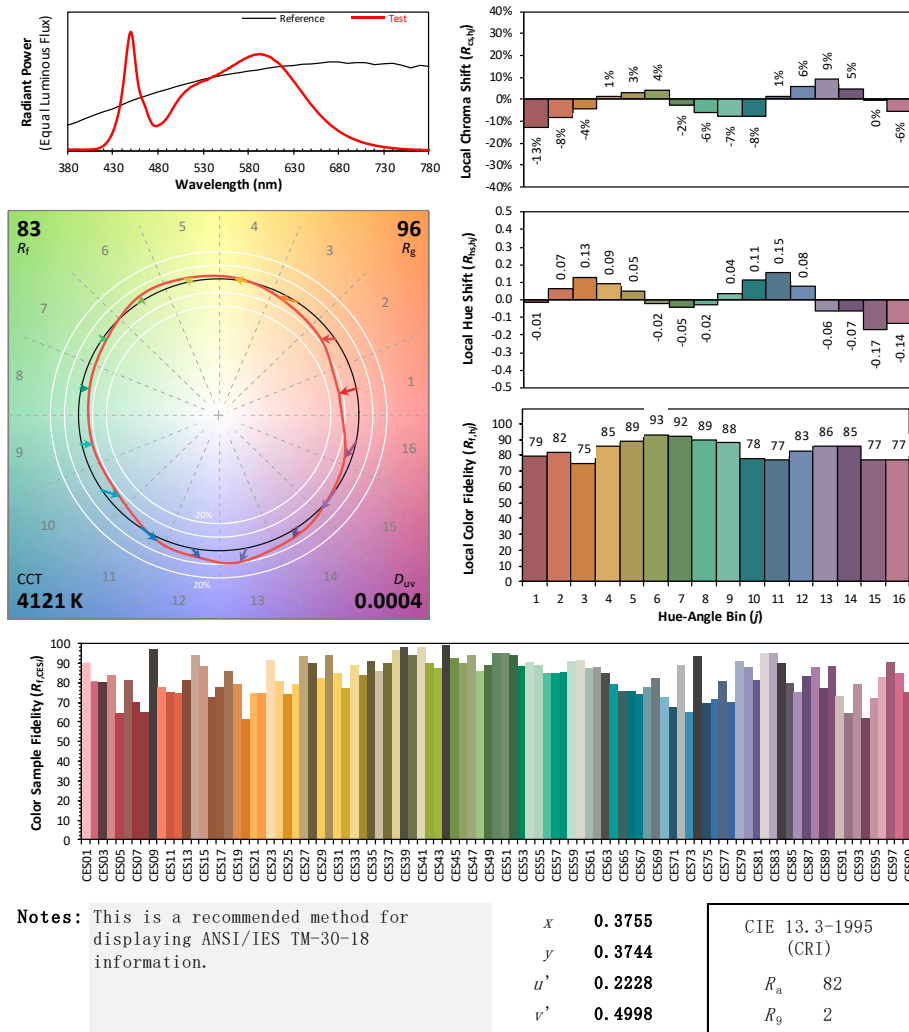 Reference
Test
Radiant Power
(Equal Luminous Flux)
380 430 480 530 580 630 680 730 780
Wavelength (nm)
Local Chroma Shift (Rcs,hj)
40%
30%
20%
10%
0%
-10%
-20%
-30%
-40%
-13% -8% -4% 1% 3% 4% -2% -6% -7% -8% 1% 6% 9% 5% 0% -6%
83
Rf
96
Rg
1
2
3
4
5
6
7
8
9
10
11
12
13
14
15
16
-20%
20%
CCT
4121 K
Duv
0.0004
Local Hue Shift (Rhs,hj)
0.5
0.4
0.3
0.2
0.1
0.0
-0.1
-0.2
-0.3
-0.4
-0.5
-0.01 0.07 0.13 0.09 0.05 -0.02 -0.05 -0.02 0.04 0.11 0.15 0.08 -0.06 -0.07 -0.17 -0.14
Local Color Fidelity (Rf,hj)
100
90
80
70
60
50
40
30
20
10
0
79 82 75 85 89 93 92 89 88 78 77 83 86 85 77 77
1 2 3 4 5 6 7 8 9 10 11 12 13 14 15 16
Hue-Angle Bin (j)
Color Sample Fidelity (Rf,CESi)
100
90
80
70
60
50
40
30
20
10
0
CES01 CES03 CES05 CES07 CES09 CES11 CES13 CES15 CES17 CES19 CES21 CES23 CES25 CES27 CES29 CES31 CES33 CES35 CES37 CES39 CES41 CES43 CES45 CES47 CES49 CES51 CES53 CES55 CES57 CES59 CES61 CES63 CES65 CES67 CES69 CES71 CES73 CES75 CES77 CES79 CES81 CES83 CES85 CES87 CES89 CES91 CES93 CES95 CES97 CES99
Notes: This is a recommended method for
displaying ANSI/IES TM-30-18
information.
x 0.3755
y 0.3744
u' 0.2228
v' 0.4998
CIE 13.3-1995
(CRI)
Ra 82
R9 2